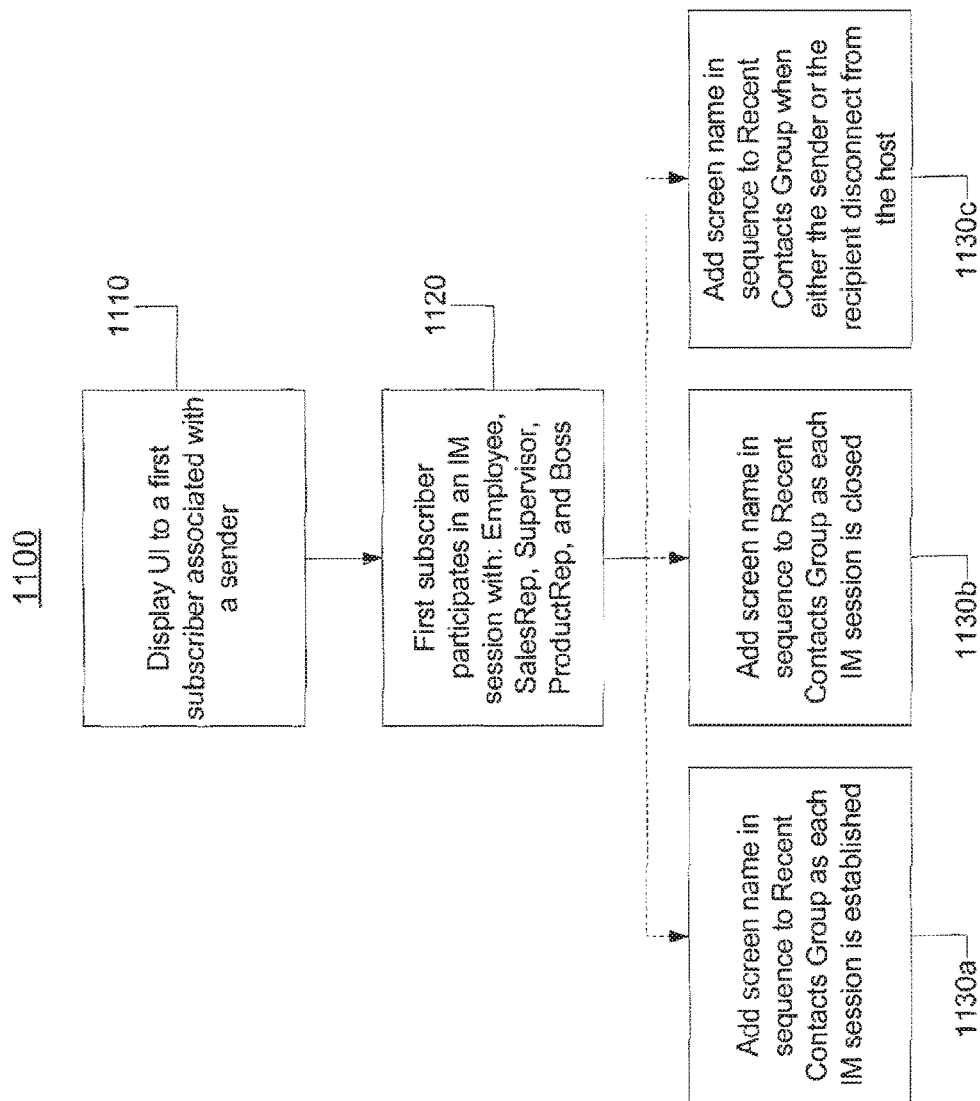 1100
Display UI to a first
subscriber associated with
a sender
1110
First subscriber
participates in an IM
session with: Employee,
SalesRep, Supervisor,
ProductRep, and Boss
1120
Add screen name in
sequence to Recent
Contacts Group as each
IM session is established
1130a
Add screen name in
sequence to Recent
Contacts Group as each
IM session is closed
1130b
Add screen name in
sequence to Recent
Contacts Group when
either the sender or the
recipient disconnect from
the host
1130c